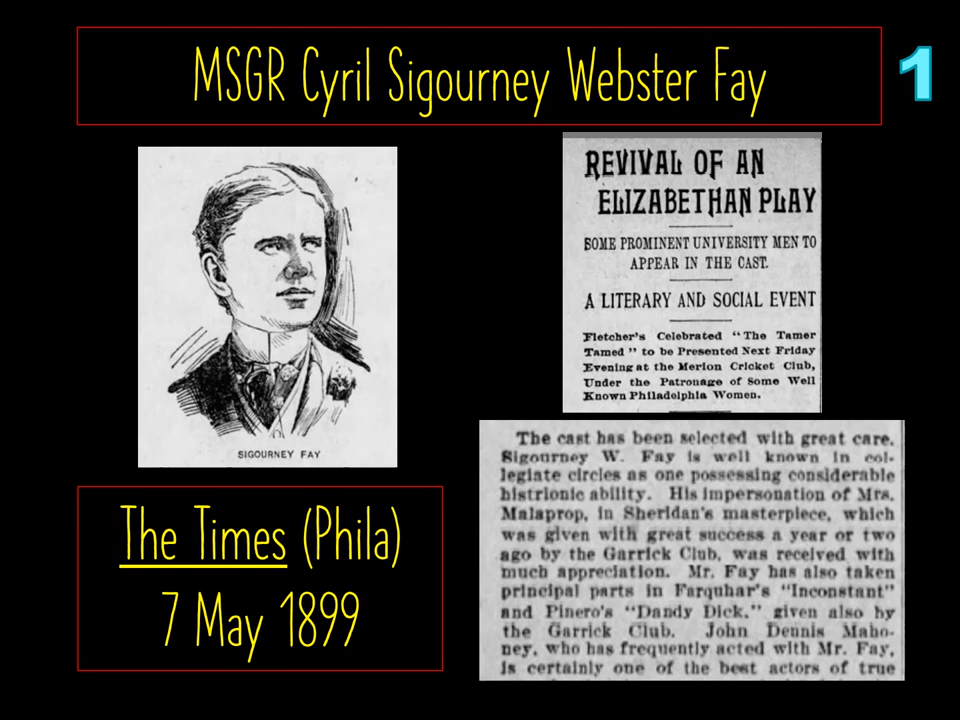 MSGR Cyril Sigourney Webster Fay
1
SIGOURNEY FAY
REVIVAL OF AN
ELIZABETHAN PLAY
SOME PROMINENT UNIVERSITY MEN TO
APPEAR IN THE CAST.
A LITERARY AND SOCIAL EVENT
Fletcher's Celebrated "The Tamer
Tamed" to be Presented Next Friday
Evening at the Merion Cricket Club,
Under the Patronage of Some Well
Known Philadelphia Women.
The Times (Phila)
7 May 1899
The cast has been selected with great care.
Sigourney W. Fay is well known in col-
legiate circles as one possessing considerable
histrionic ability. His impersonation of Mrs.
Malaprop, in Sheridan's masterpiece, which
was given with great success a year or two
ago by the Garrick Club, was received with
much appreciation. Mr. Fay has also taken
principal parts in Farquhar's "Inconstant"
and Pinero's "Dandy Dick," given also by
the Garrick Club. John Dennis Maho-
ney, who has frequently acted with Mr. Fay,
is certainly one of the best actors of true